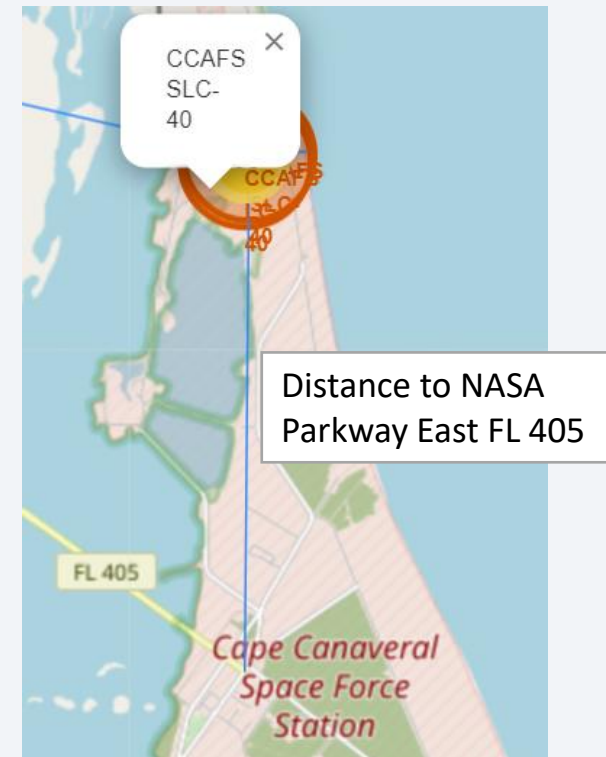 CCAFS
SLC-
40
×
CCAFS
SLC-
40
Distance to NASA
Parkway East FL 405
FL 405
Cape Canaveral
Space Force
Station